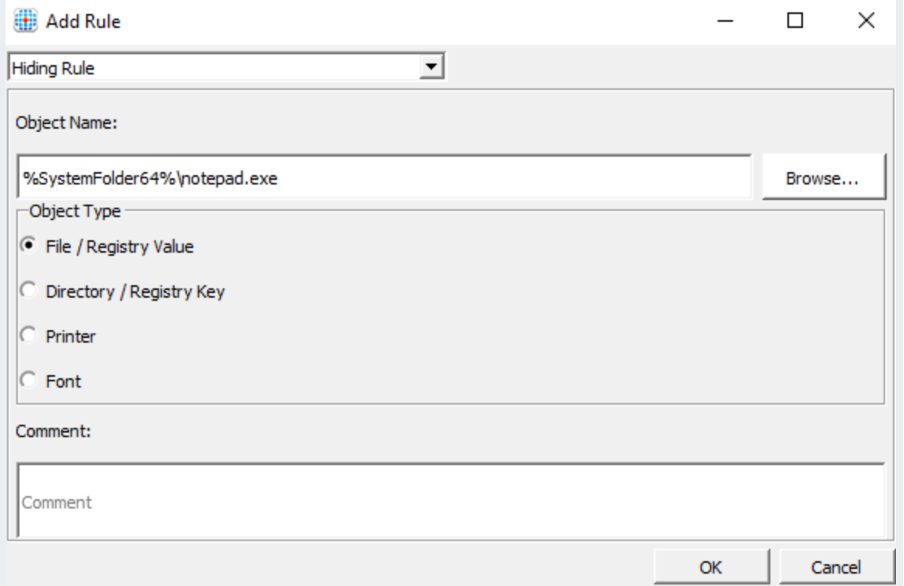 Add Rule
Hiding Rule
Object Name:
%SystemFolder64%\notepad.exe
Browse...
Object Type
File / Registry Value
Directory / Registry Key
Printer
Font
Comment:
Comment
OK
Cancel